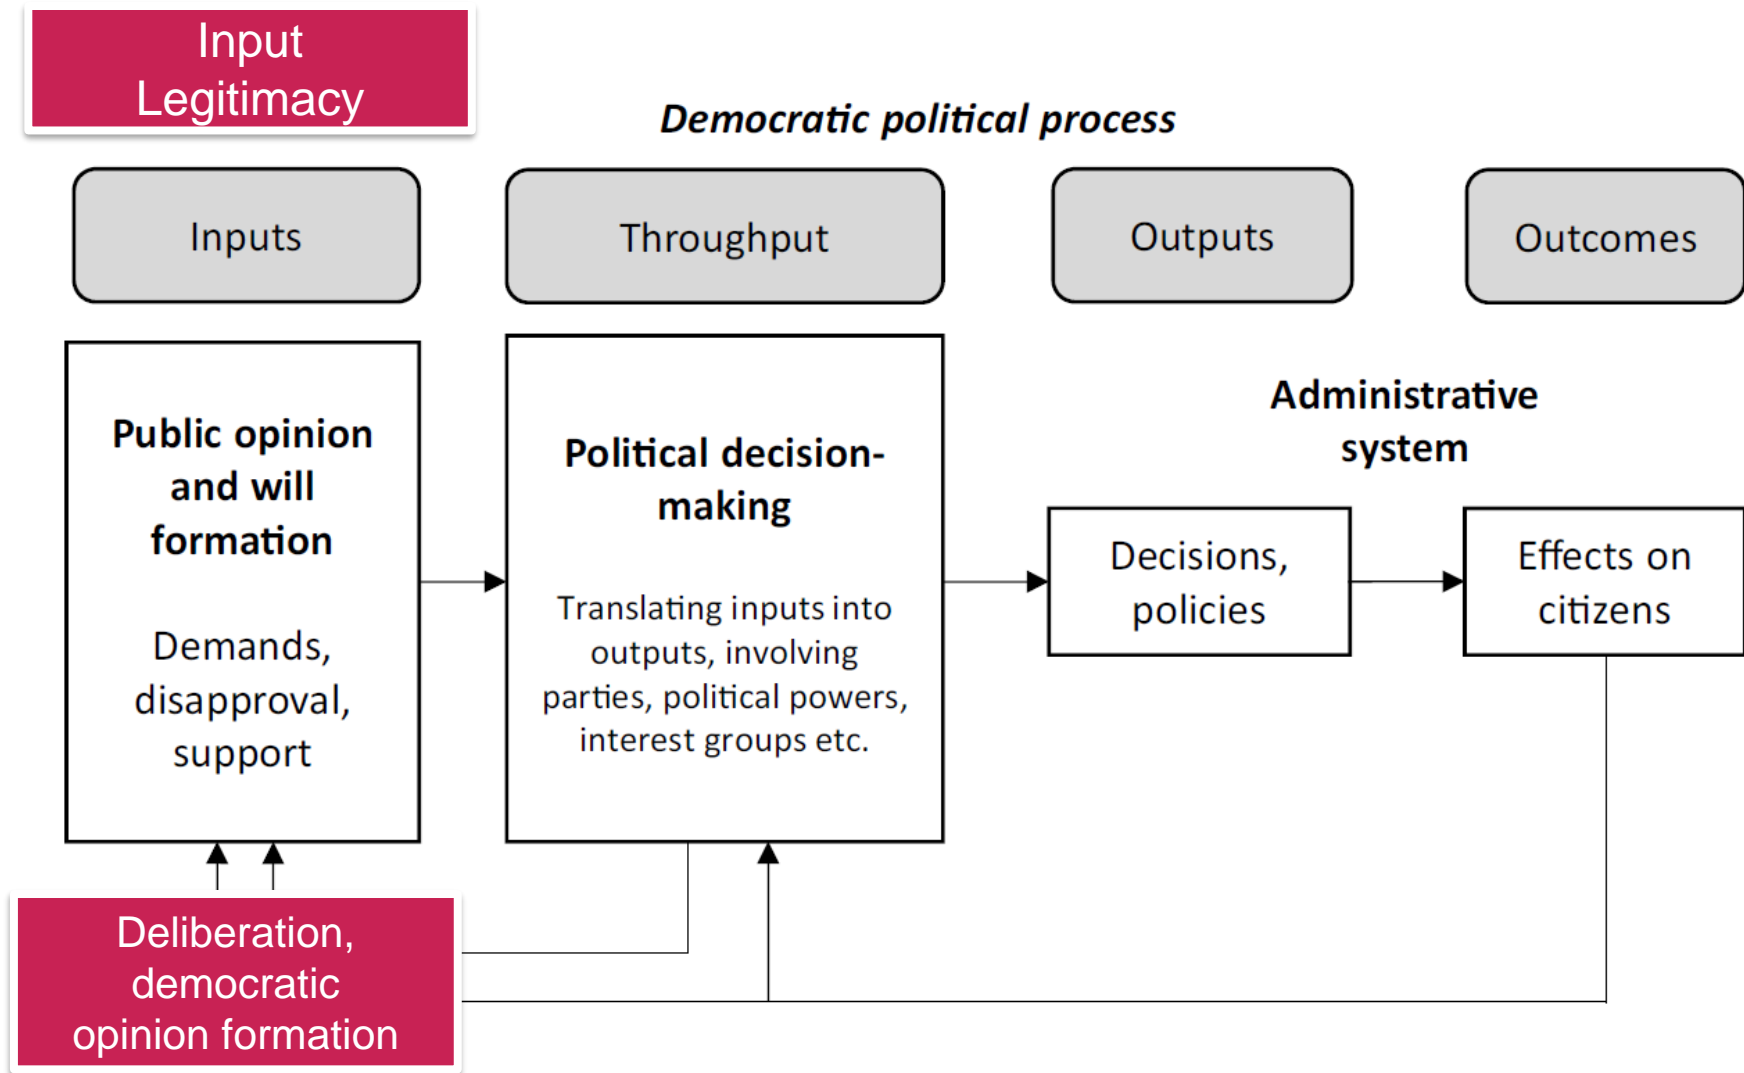 Input
Legitimacy
Democratic political process
Inputs
Throughput
Outputs
Outcomes
Public opinion
and will
formation
Demands,
disapproval,
support
Political decision-
making
Translating inputs into
outputs, involving
parties, political powers,
interest groups etc.
Administrative
system
Decisions,
policies
Effects on
citizens
Deliberation,
democratic
opinion formation